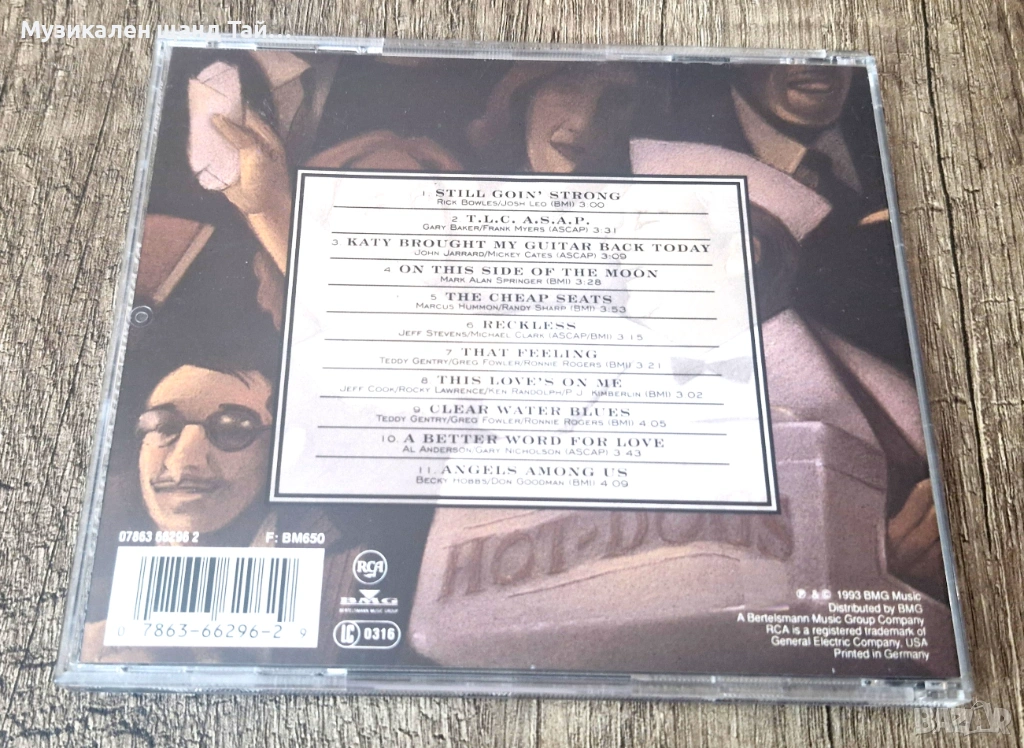 Музикален щанд Тай...
1. STILL GOIN' STRONG
RICK BOWLES/JOSH LEO (BMI) 3:00
2 T.L.C. A.S.A.P.
GARY BAKER/FRANK MYERS (ASCAP) 3:31
3 KATY BROUGHT MY GUITAR BACK TODAY
JOHN JARRARD/MICKEY CATES (ASCAP) 3:09
4 ON THIS SIDE OF THE MOON
MARK ALAN SPRINGER (BMI) 3:28
5 THE CHEAP SEATS
MARCUS HUMMON/RANDY SHARP (BMI) 3:53
6 RECKLESS
JEFF STEVENS/MICHAEL CLARK (ASCAP/BMI) 3:15
7 THAT FEELING
TEDDY GENTRY/GREG FOWLER/RONNIE ROGERS (BMI) 3:21
8 THIS LOVE'S ON ME
JEFF COOK/ROCKY LAWRENCE/KEN RANDOLPH/P.J. KIMBERLIN (BMI) 3:02
9 CLEAR WATER BLUES
TEDDY GENTRY/GREG FOWLER/RONNIE ROGERS (BMI) 4:05
10. A BETTER WORD FOR LOVE
AL ANDERSON/GARY NICHOLSON (ASCAP) 3:43
11. ANGELS AMONG US
BECKY HOBBS/DON GOODMAN (BMI) 4:09
HOT-DOGS
07863 66296 2 F: BM650
RCA
BMG
BERTELSMANN MUSIC GROUP
LC 0316
0 7863-66296-2 9
℗ & © 1993 BMG Music
Distributed by BMG
A Bertelsmann Music Group Company
RCA is a registered trademark of
General Electric Company, USA
Printed in Germany
BAZAR